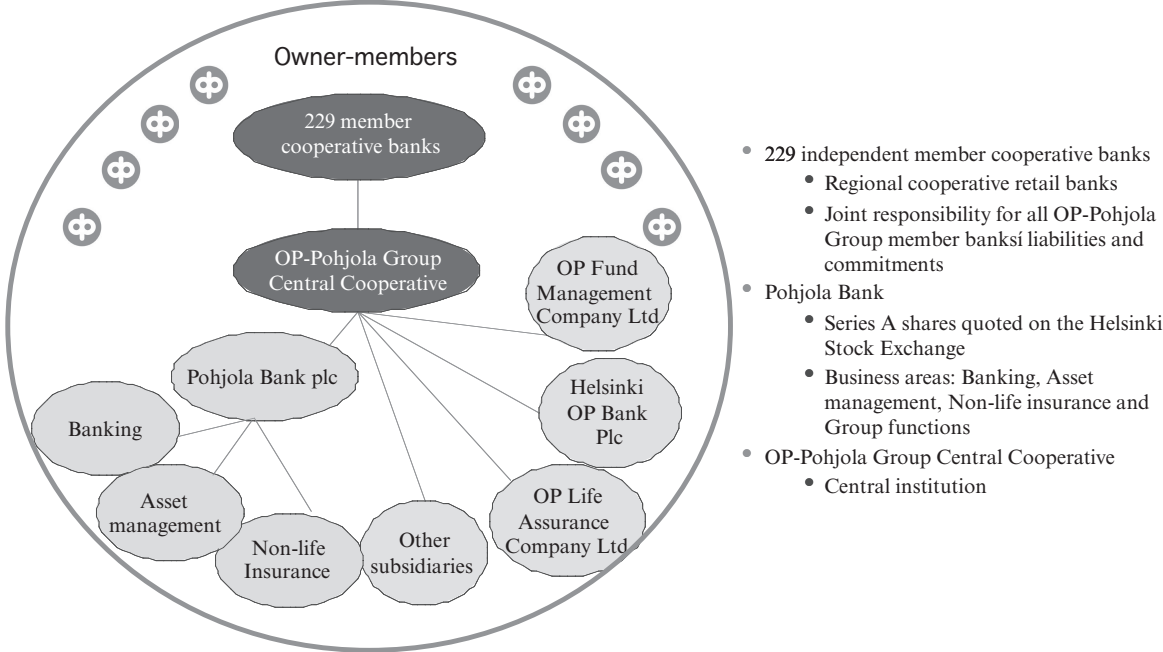 Owner-members
229 member
cooperative banks
OP-Pohjola Group
Central Cooperative
OP Fund
Management
Company Ltd
Pohjola Bank plc
Helsinki
OP Bank
Plc
Banking
Asset
management
Non-life
Insurance
Other
subsidiaries
OP Life
Assurance
Company Ltd
• 229 independent member cooperative banks
• Regional cooperative retail banks
• Joint responsibility for all OP-Pohjola
Group member banksí liabilities and
commitments
• Pohjola Bank
• Series A shares quoted on the Helsinki
Stock Exchange
• Business areas: Banking, Asset
management, Non-life insurance and
Group functions
• OP-Pohjola Group Central Cooperative
• Central institution